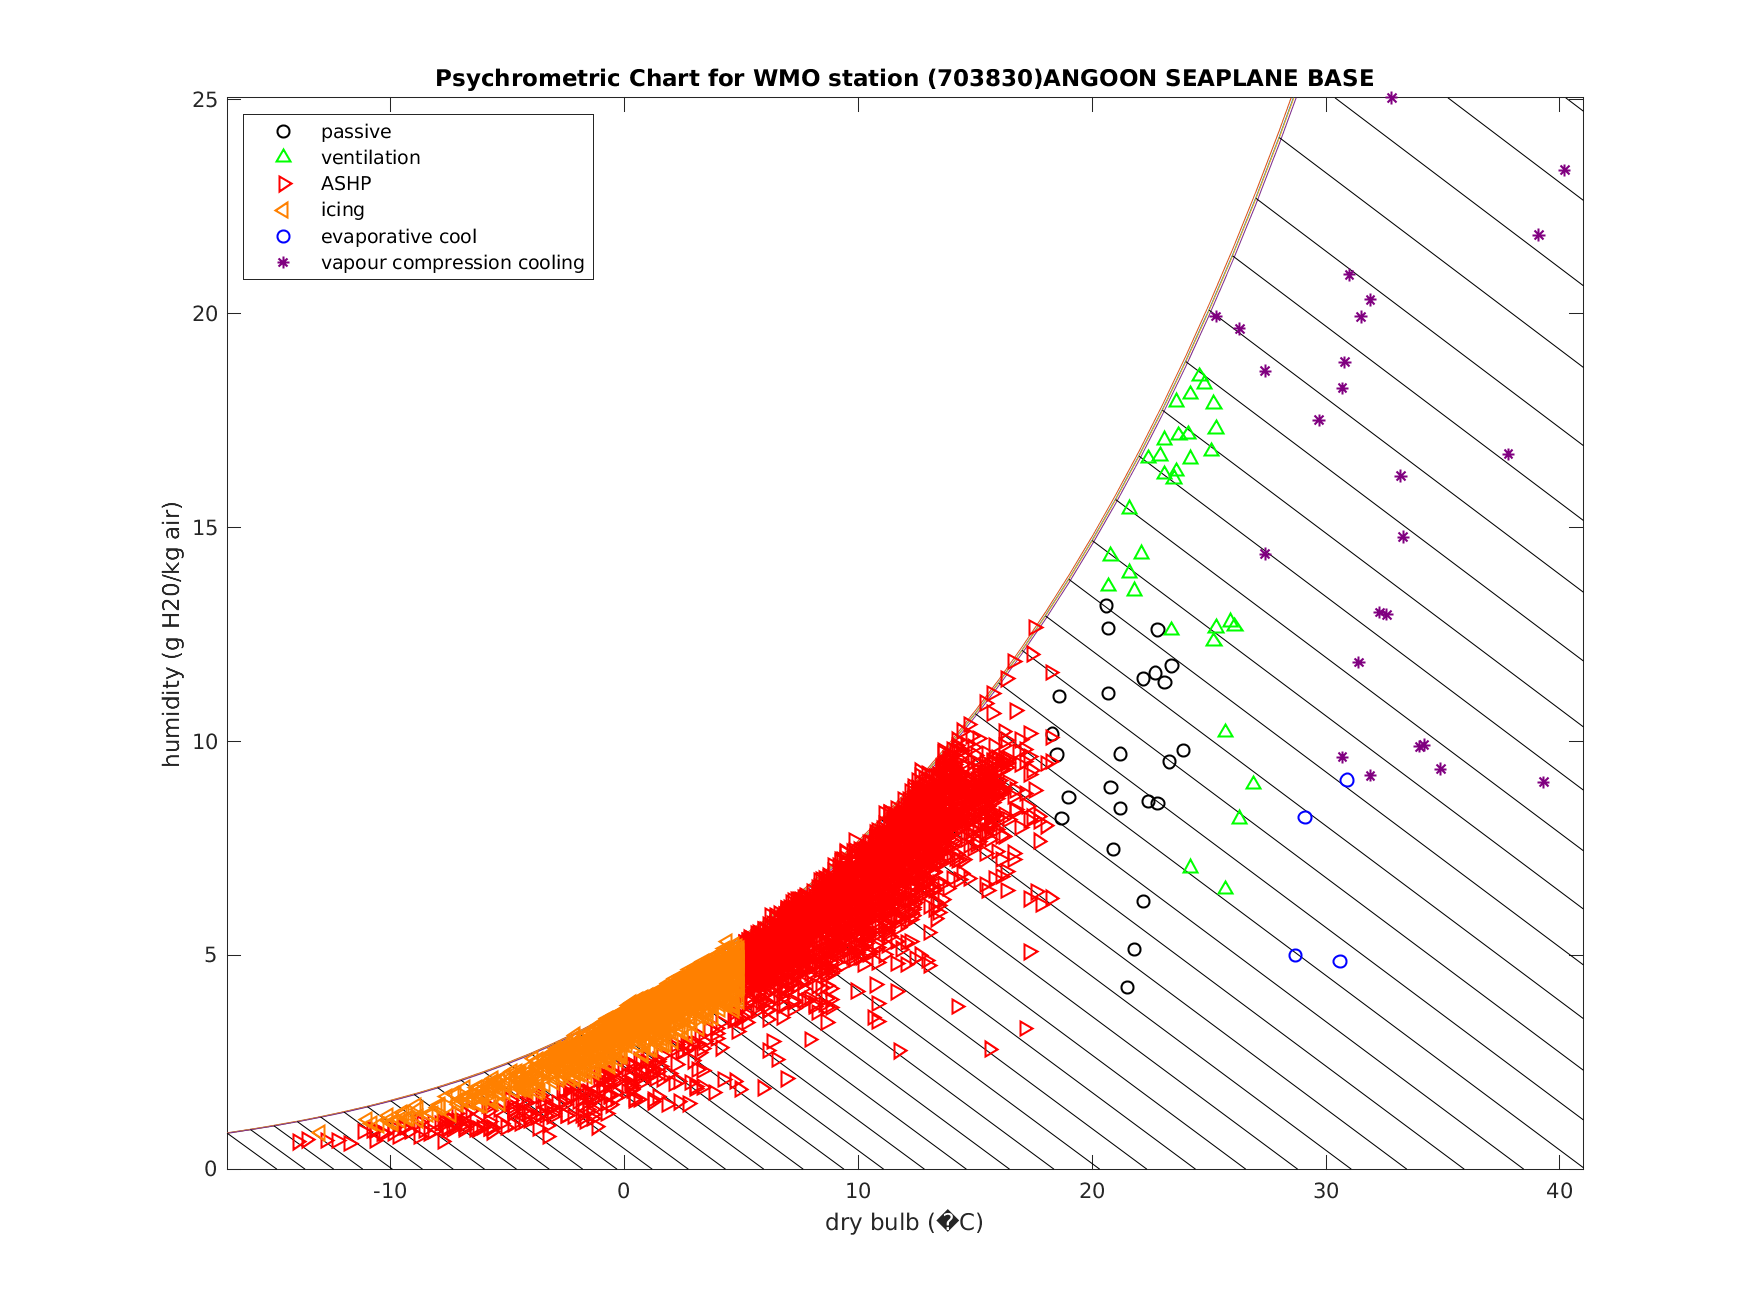 Psychrometric Chart for WMO station (703830)ANGOON SEAPLANE BASE
25
20
15
10
5
0
humidity (g H20/kg air)
passive
ventilation
ASHP
icing
evaporative cool
vapour compression cooling
-10 0 10 20 30 40
dry bulb (�C)